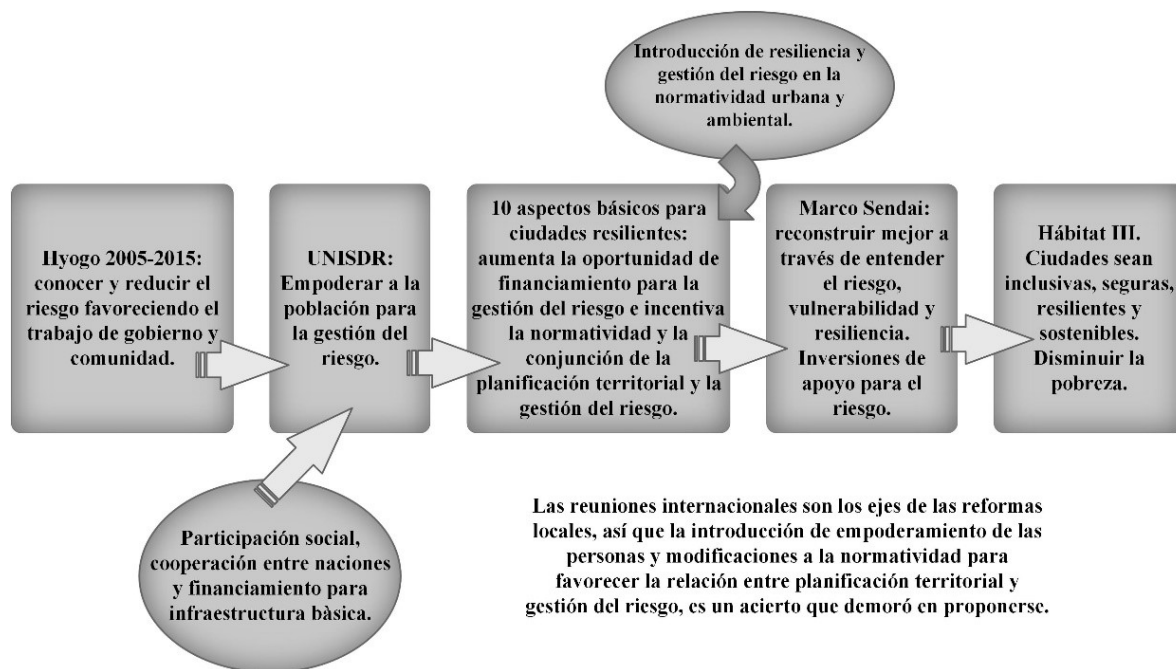 Introducción de resiliencia y
gestión del riesgo en la
normatividad urbana y
ambiental.
Hyogo 2005-2015:
conocer y reducir el
riesgo favoreciendo el
trabajo de gobierno y
comunidad.
UNISDR:
Empoderar a la
población para
la gestión del
riesgo.
10 aspectos básicos para
ciudades resilientes:
aumenta la oportunidad de
financiamiento para la
gestión del riesgo e incentiva
la normatividad y la
conjunción de la
planificación territorial y la
gestión del riesgo.
Marco Sendai:
reconstruir mejor a
través de entender
el riesgo,
vulnerabilidad y
resiliencia.
Inversiones de
apoyo para el
riesgo.
Hábitat III.
Ciudades sean
inclusivas, seguras,
resilientes y
sostenibles.
Disminuir la
pobreza.
Participación social,
cooperación entre naciones
y financiamiento para
infraestructura bàsica.
Las reuniones internacionales son los ejes de las reformas
locales, así que la introducción de empoderamiento de las
personas y modificaciones a la normatividad para
favorecer la relación entre planificación territorial y
gestión del riesgo, es un acierto que demoró en proponerse.